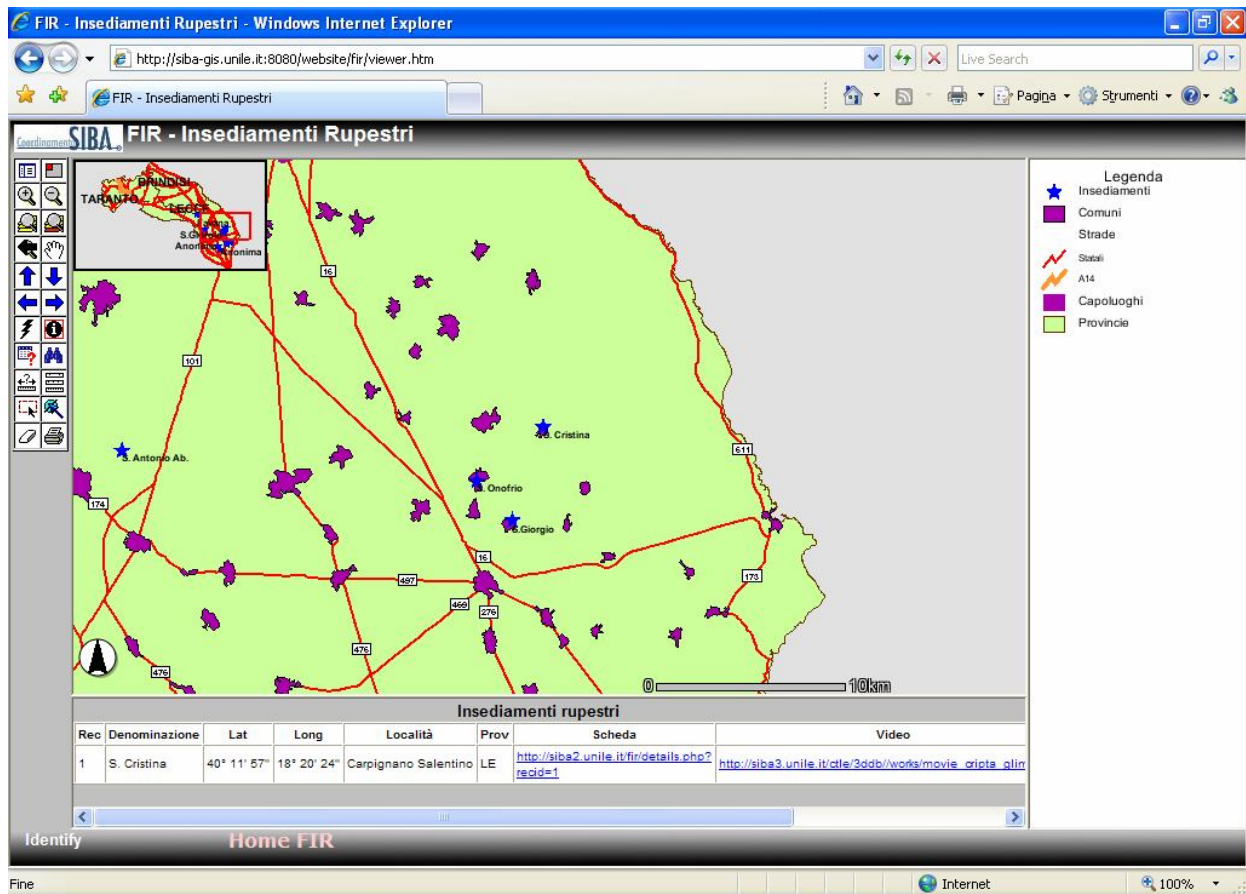 FIR - Insediamenti Rupestri - Windows Internet Explorer
http://siba-gis.unile.it:8080/website/fir/viewer.htm
Live Search
FIR - Insediamenti Rupestri
Pagina
Strumenti
SIBA FIR - Insediamenti Rupestri
BRINDISI
TARANTO
LECCE
16
101
S. Cristina
S. Antonio Ab.
611
S. Onofrio
174
S.Giorgio
16
497
173
469
276
476
476
0 10km
Legenda
Insediamenti
Comuni
Strade
Statali
A14
Capoluoghi
Provincie
Insediamenti rupestri
Rec Denominazione Lat Long Località Prov Scheda Video
1 S. Cristina 40° 11' 57" 18° 20' 24" Carpignano Salentino LE http://siba2.unile.it/fir/details.php?recid=1 http://siba3.unile.it/ctle/3ddb//works/movie_cripta_glim
Identify
Home FIR
Fine
Internet
100%